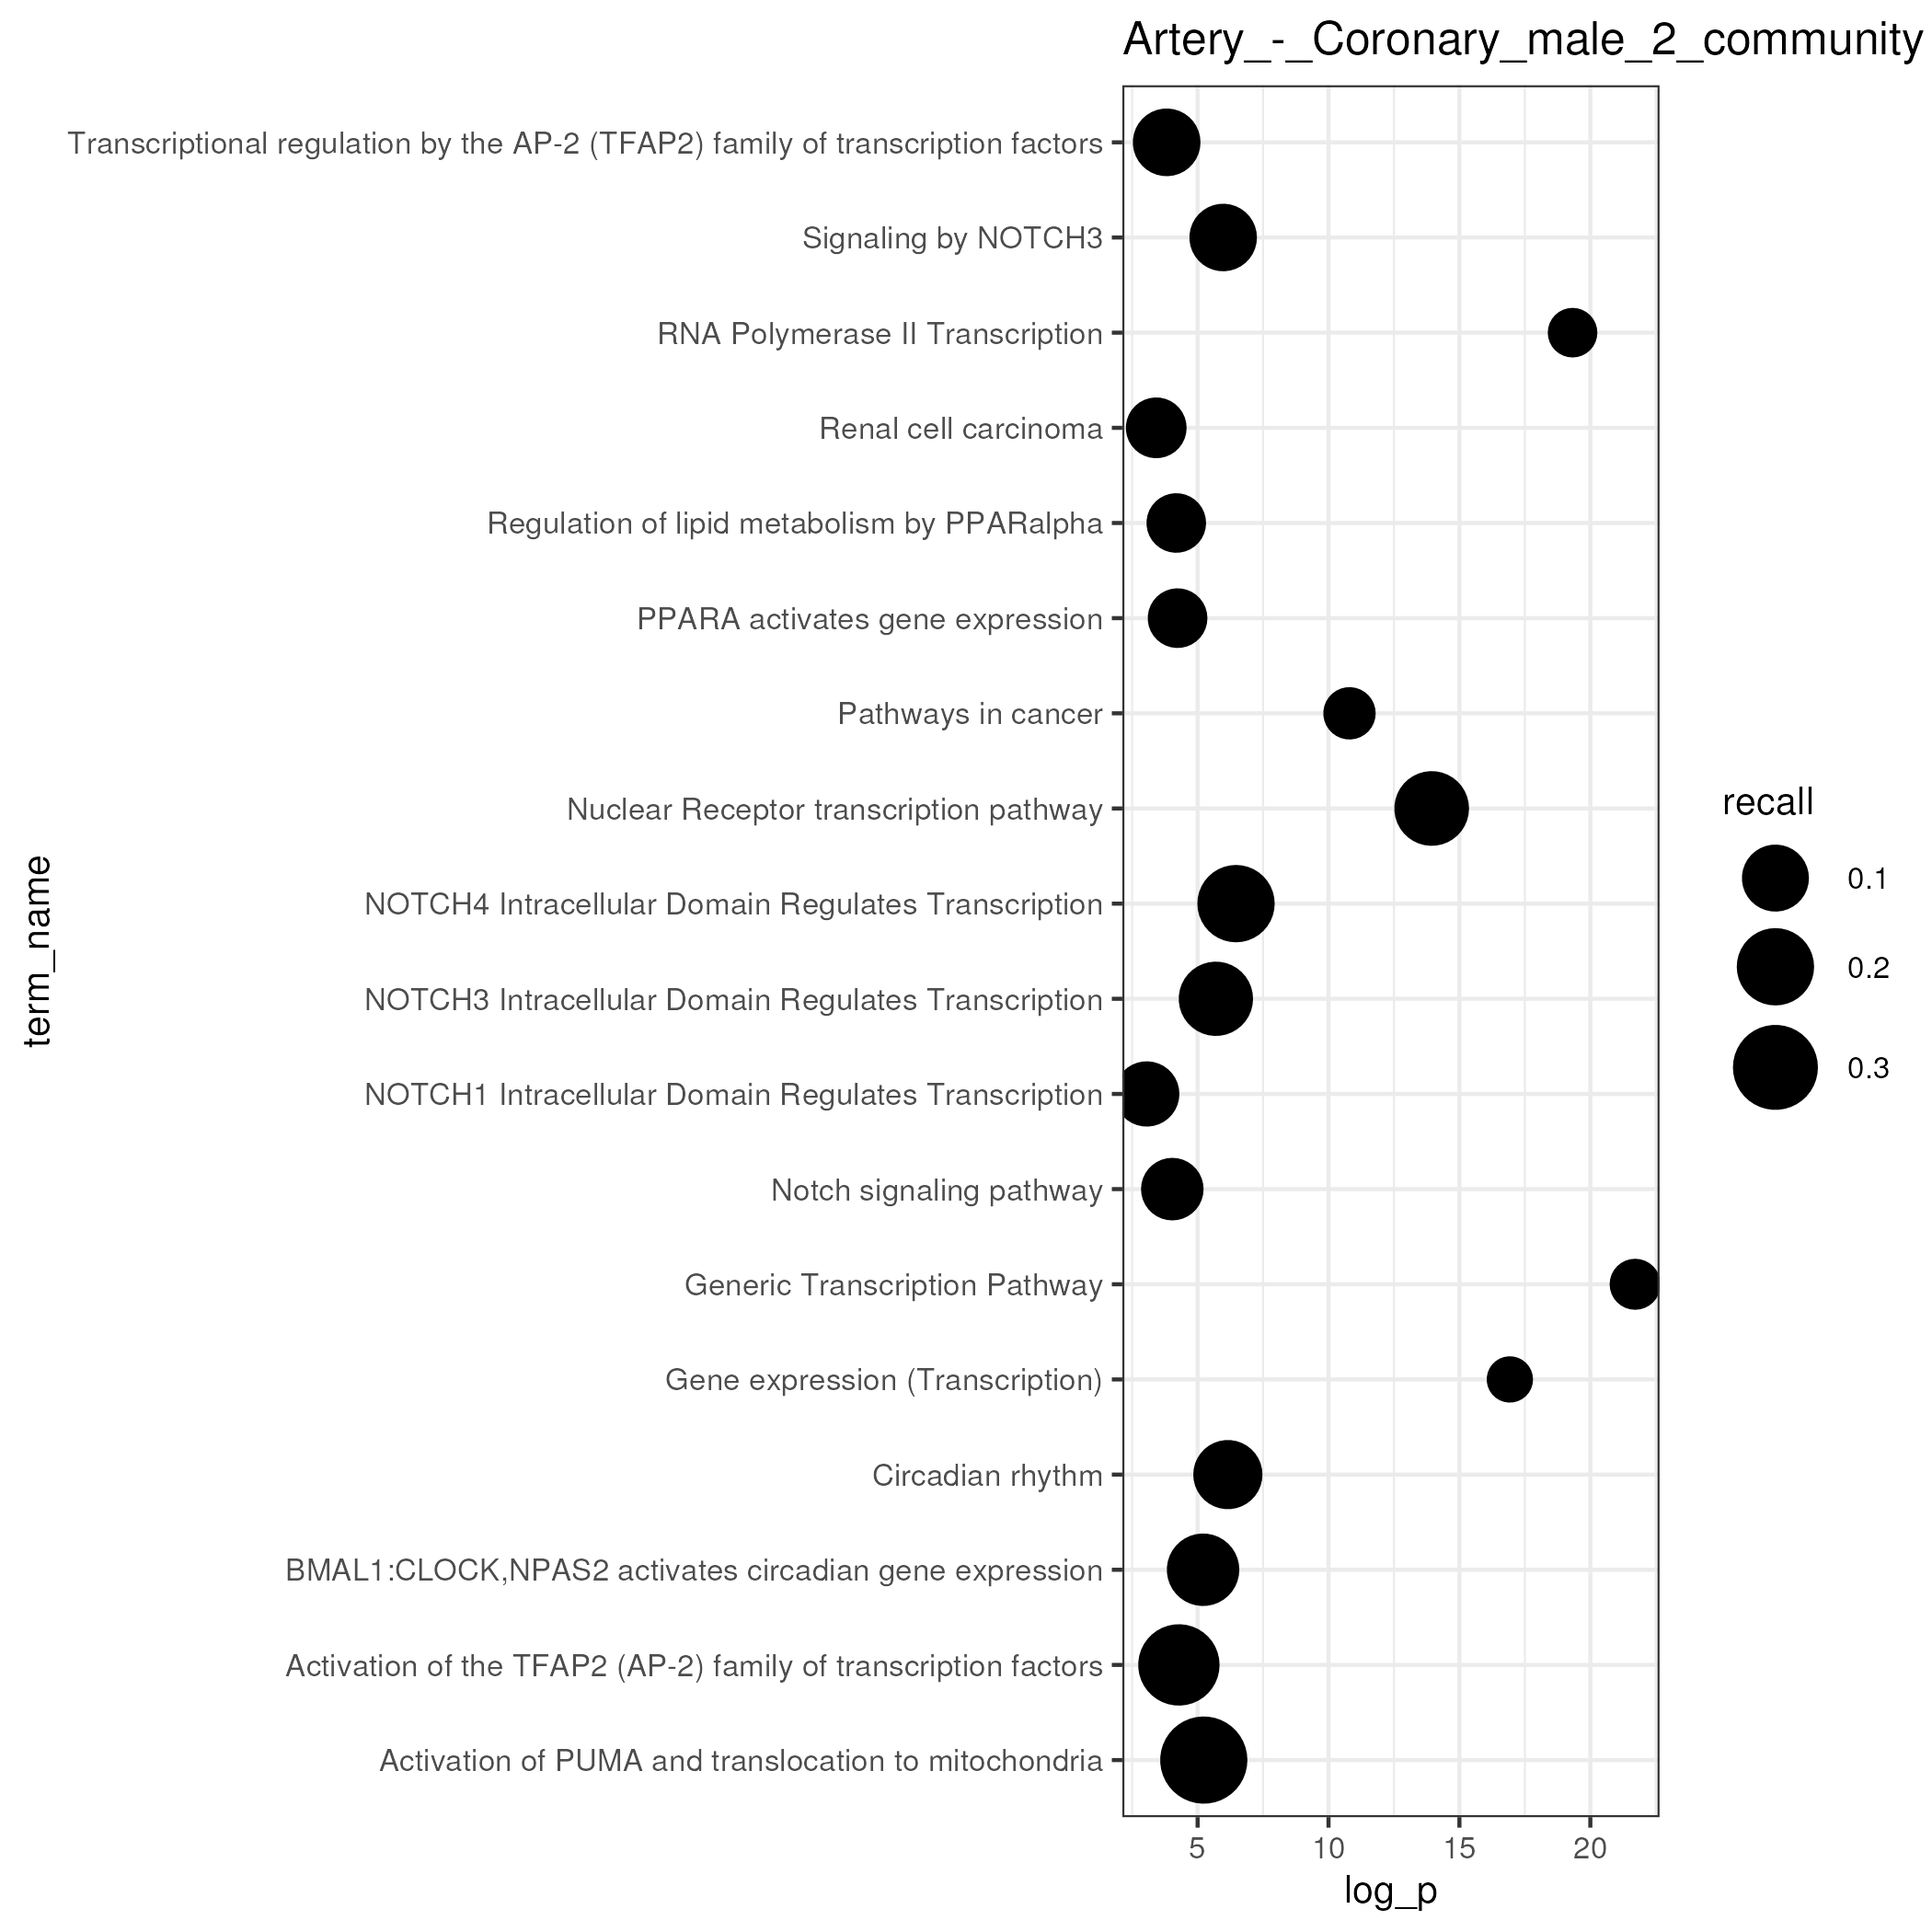 Artery_-_Coronary_male_2_community
Transcriptional regulation by the AP-2 (TFAP2) family of transcription factors
Signaling by NOTCH3
RNA Polymerase II Transcription
Renal cell carcinoma
Regulation of lipid metabolism by PPARalpha
PPARA activates gene expression
Pathways in cancer
Nuclear Receptor transcription pathway
NOTCH4 Intracellular Domain Regulates Transcription
NOTCH3 Intracellular Domain Regulates Transcription
NOTCH1 Intracellular Domain Regulates Transcription
Notch signaling pathway
Generic Transcription Pathway
Gene expression (Transcription)
Circadian rhythm
BMAL1:CLOCK,NPAS2 activates circadian gene expression
Activation of the TFAP2 (AP-2) family of transcription factors
Activation of PUMA and translocation to mitochondria
term_name
5 10 15 20
log_p
recall
0.1
0.2
0.3